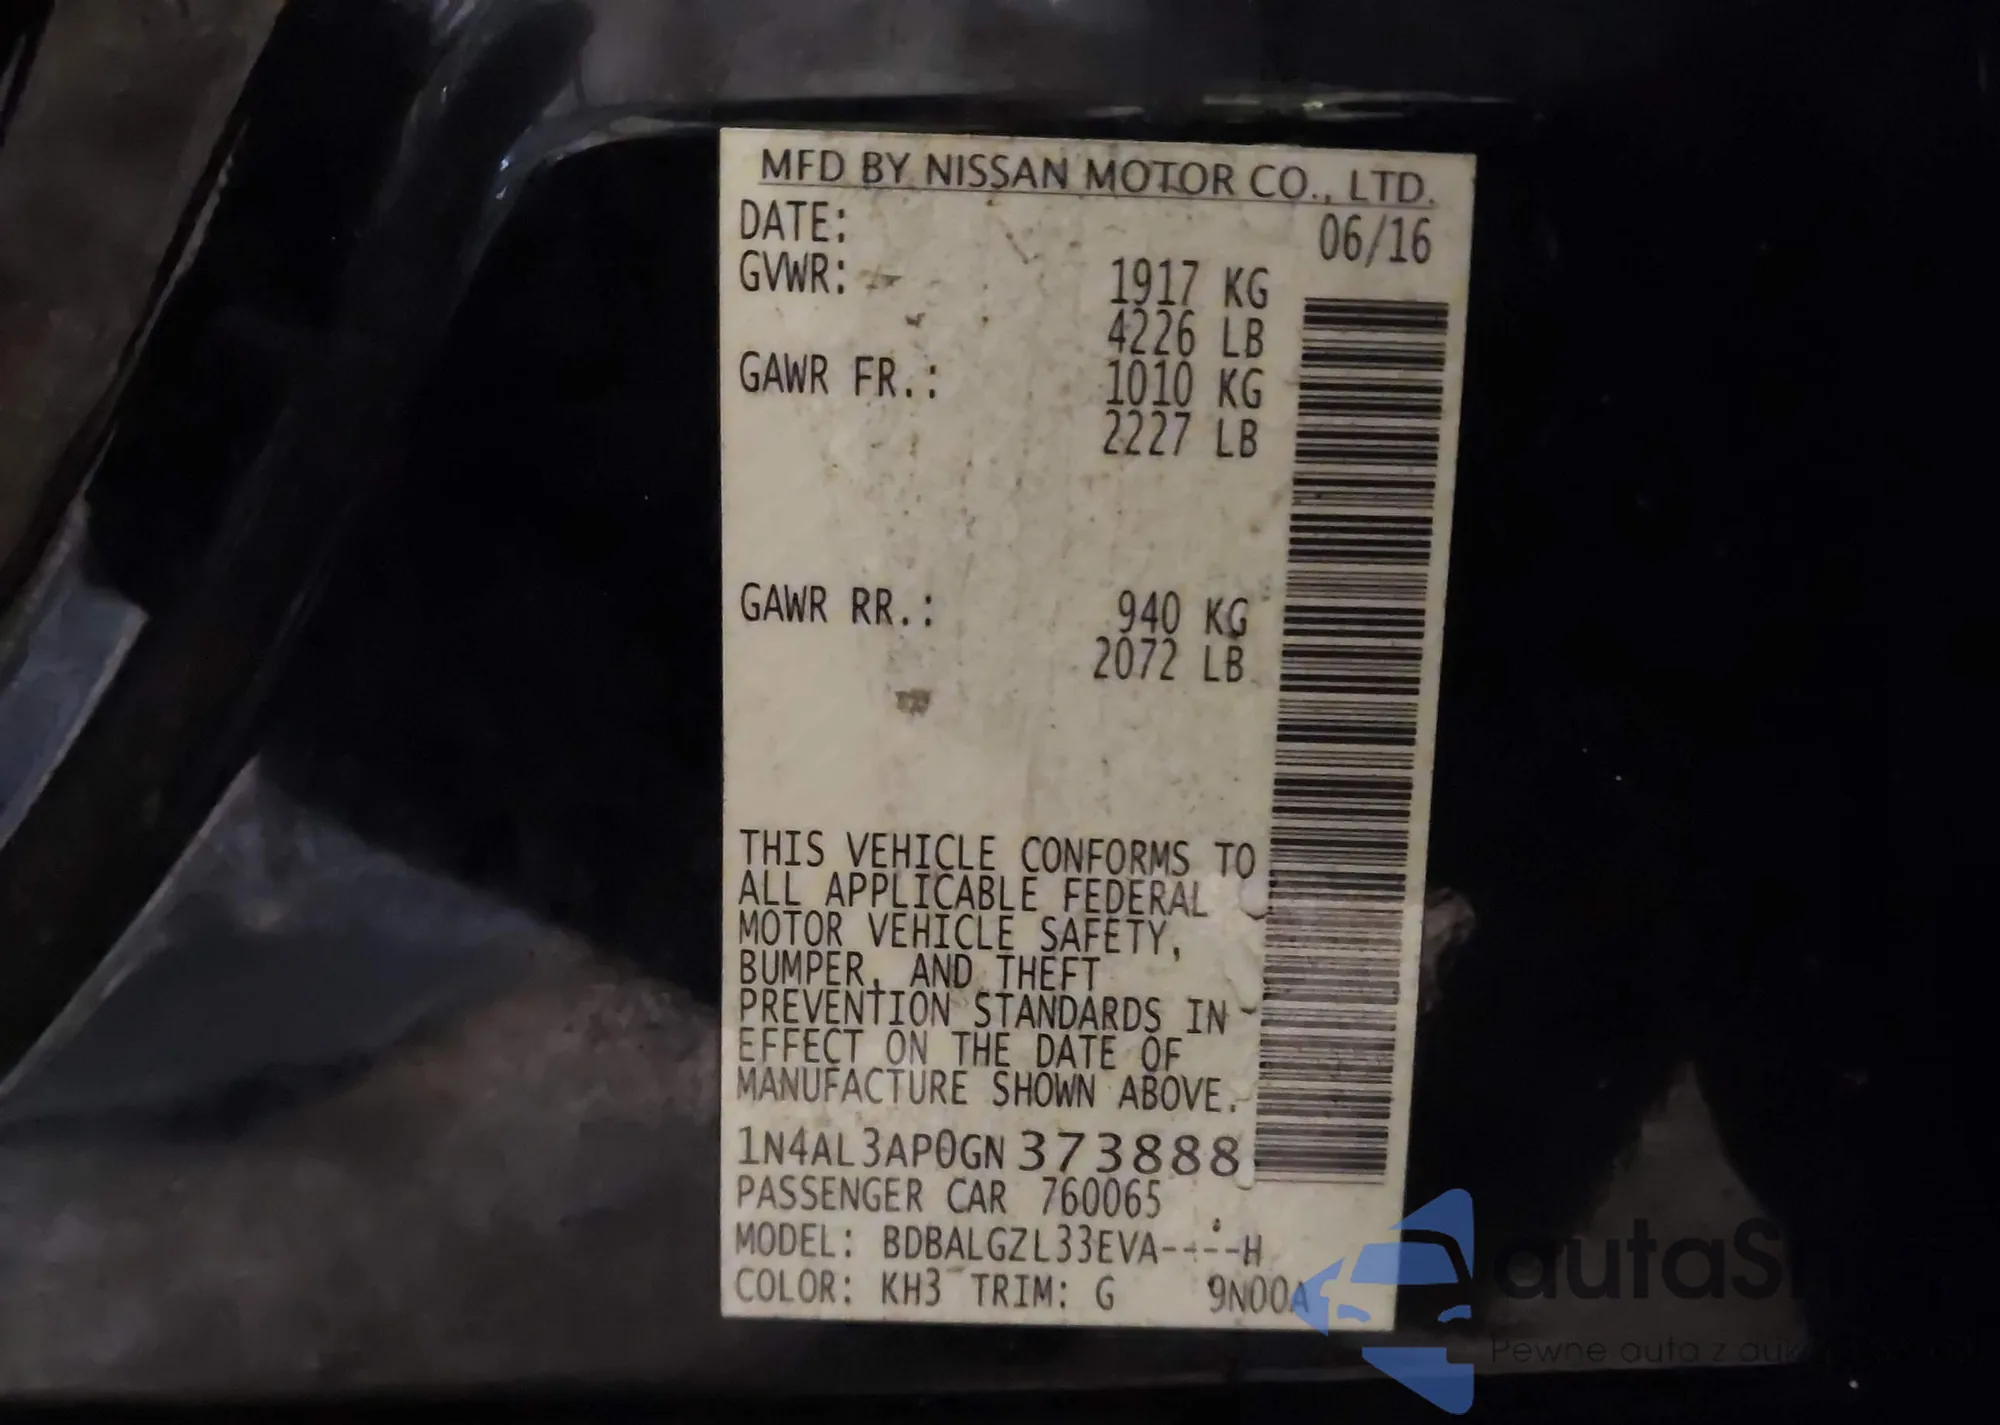 MFD BY NISSAN MOTOR CO., LTD.
DATE: 06/16
GVWR: 1917 KG
4226 LB
GAWR FR.: 1010 KG
2227 LB
GAWR RR.: 940 KG
2072 LB
THIS VEHICLE CONFORMS TO
ALL APPLICABLE FEDERAL
MOTOR VEHICLE SAFETY,
BUMPER, AND THEFT
PREVENTION STANDARDS IN
EFFECT ON THE DATE OF
MANUFACTURE SHOWN ABOVE.
1N4AL3AP0GN373888
PASSENGER CAR 760065
MODEL: BDBALGZL33EVA----H
COLOR: KH3 TRIM: G 9N00A
Pewne auta z